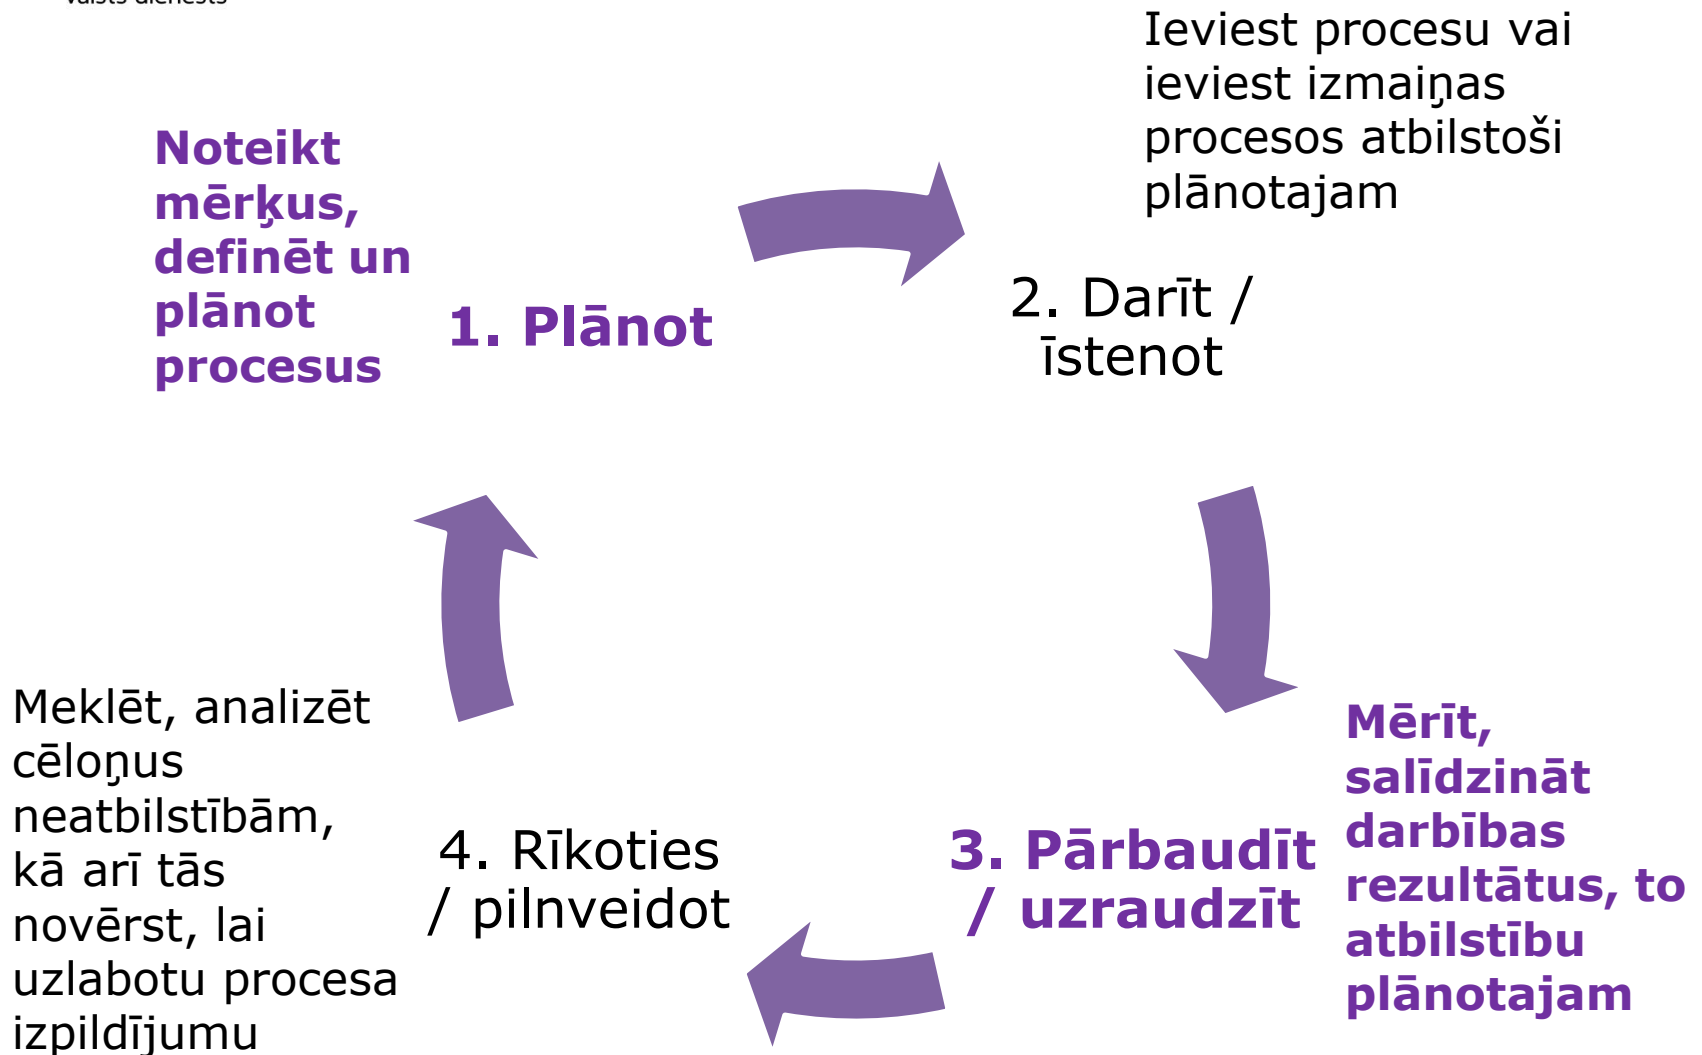 Ieviest procesu vai
ieviest izmaiņas
procesos atbilstoši
plānotajam
Noteikt
mērķus,
definēt un
plānot
procesus
1. Plānot
2. Darīt /
īstenot
Mērīt,
salīdzināt
darbības
rezultātus, to
atbilstību
plānotajam
3. Pārbaudīt
/ uzraudzīt
4. Rīkoties
/ pilnveidot
Meklēt, analizēt
cēloņus
neatbilstībām,
kā arī tās
novērst, lai
uzlabotu procesa
izpildījumu